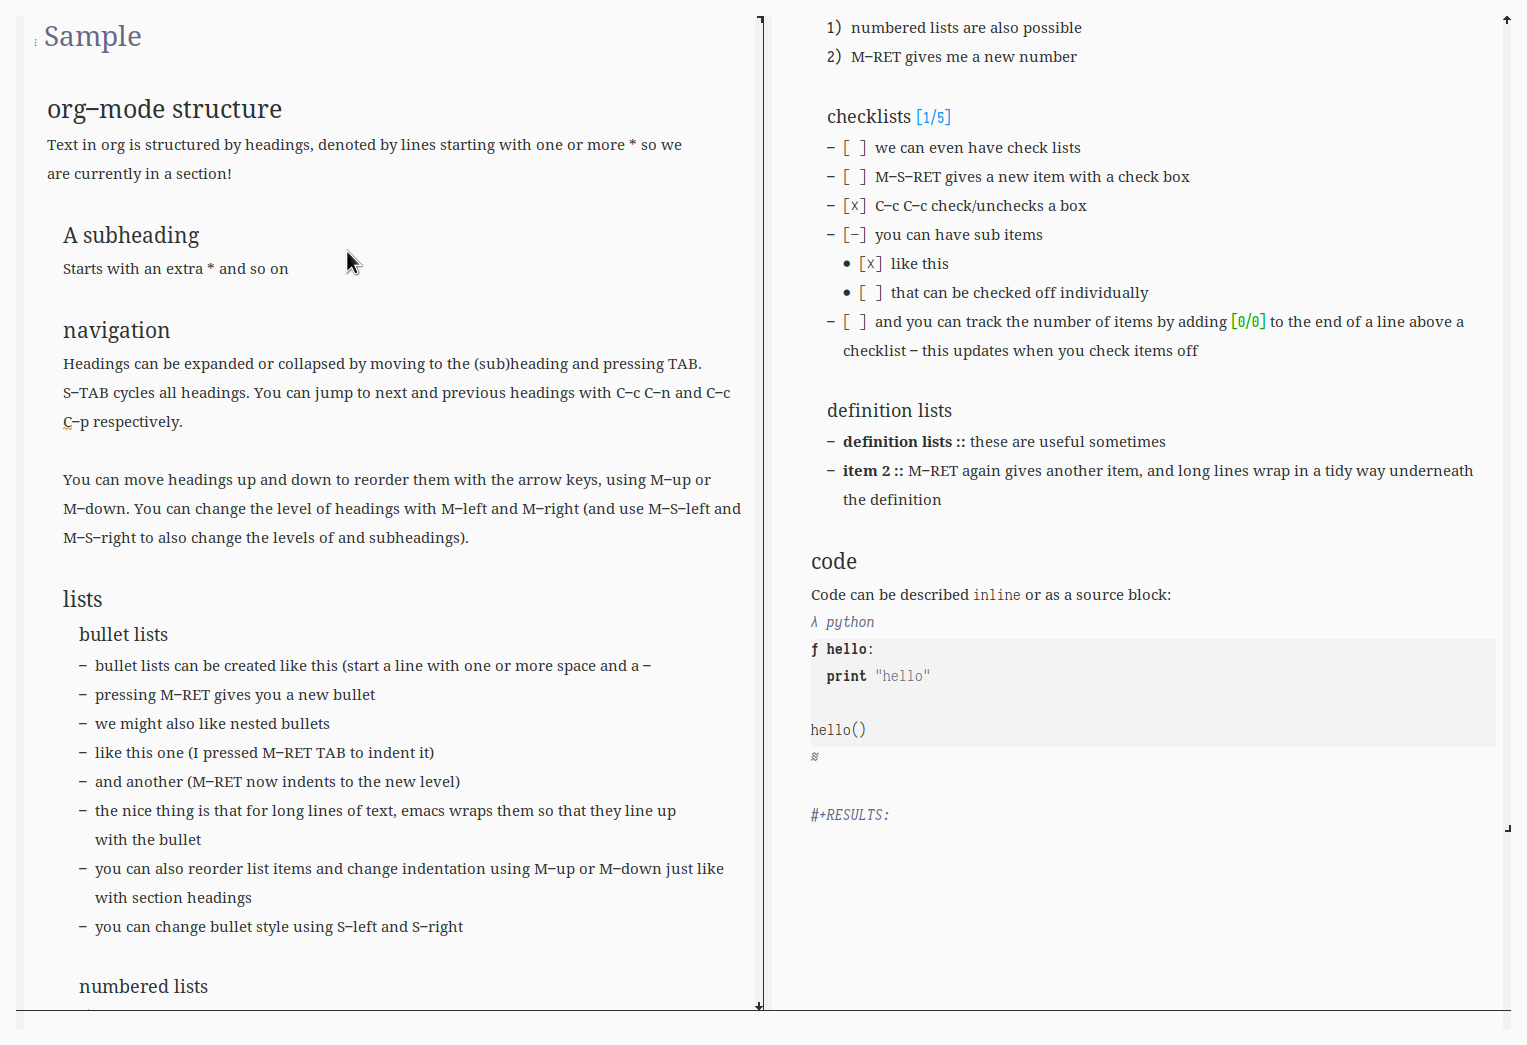 Sample
org−mode structure
Text in org is structured by headings, denoted by lines starting with one or more * so we
are currently in a section!
A subheading
Starts with an extra * and so on
navigation
Headings can be expanded or collapsed by moving to the (sub)heading and pressing TAB.
S−TAB cycles all headings. You can jump to next and previous headings with C−c C−n and C−c
C−p respectively.
You can move headings up and down to reorder them with the arrow keys, using M−up or
M−down. You can change the level of headings with M−left and M−right (and use M−S−left and
M−S−right to also change the levels of and subheadings).
lists
bullet lists
− bullet lists can be created like this (start a line with one or more space and a −
− pressing M−RET gives you a new bullet
− we might also like nested bullets
− like this one (I pressed M−RET TAB to indent it)
− and another (M−RET now indents to the new level)
− the nice thing is that for long lines of text, emacs wraps them so that they line up
with the bullet
− you can also reorder list items and change indentation using M−up or M−down just like
with section headings
− you can change bullet style using S−left and S−right
numbered lists
1) numbered lists are also possible
2) M−RET gives me a new number
checklists [1/5]
− [ ] we can even have check lists
− [ ] M−S−RET gives a new item with a check box
− [x] C−c C−c check/unchecks a box
− [−] you can have sub items
• [x] like this
• [ ] that can be checked off individually
− [ ] and you can track the number of items by adding [0/0] to the end of a line above a
checklist − this updates when you check items off
definition lists
− definition lists :: these are useful sometimes
− item 2 :: M−RET again gives another item, and long lines wrap in a tidy way underneath
the definition
code
Code can be described inline or as a source block:
λ python
ƒ hello:
print "hello"
hello()
≋
#+RESULTS: